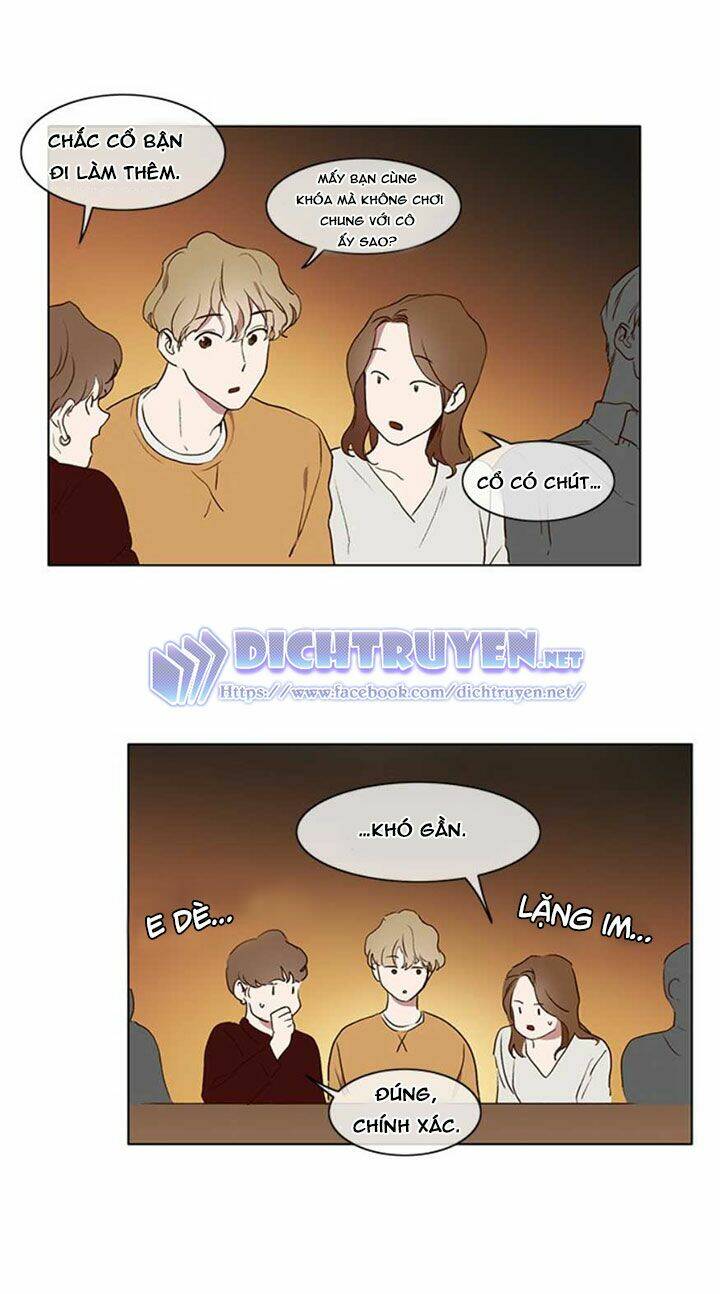 CHẮC CỔ BẬN
ĐI LÀM THÊM.
MẤY BẠN CÙNG
KHÓA MÀ KHÔNG CHƠI
CHUNG VỚI CÔ
ẤY SAO?
CỔ CÓ CHÚT...
DICHTRUYEN.NET
Https://www.facebook.com/dichtruyen.net/
...KHÓ GẦN.
E DÈ...
LẶNG IM...
ĐÚNG,
CHÍNH XÁC.